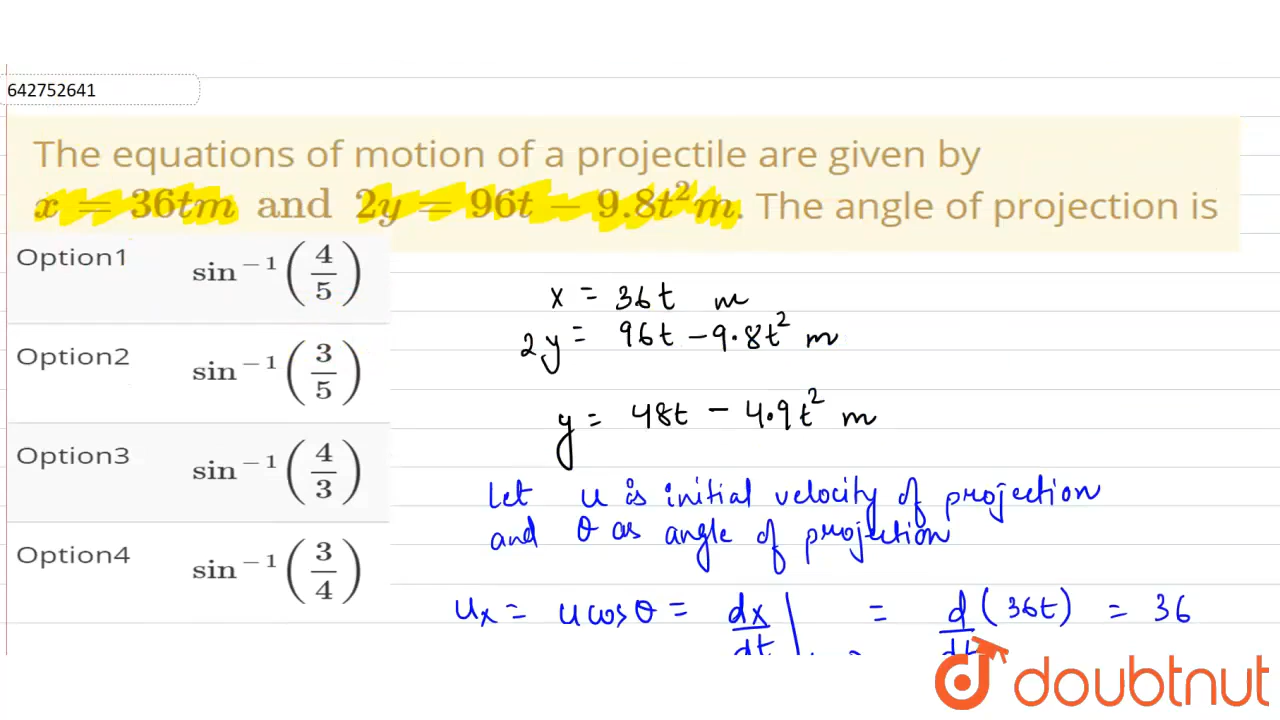 642752641
The equations of motion of a projectile are given by
x = 36tm and 2y = 96t − 9.8t²m. The angle of projection is
Option1 sin⁻¹(4/5)
Option2 sin⁻¹(3/5)
Option3 sin⁻¹(4/3)
Option4 sin⁻¹(3/4)
x = 36t m
2y = 96t − 9.8t² m
y = 48t − 4.9t² m
Let u is initial velocity of projection
and θ as angle of projection
uₓ = u cosθ = dx/dt | = d/dt (36t) = 36
doubtnut